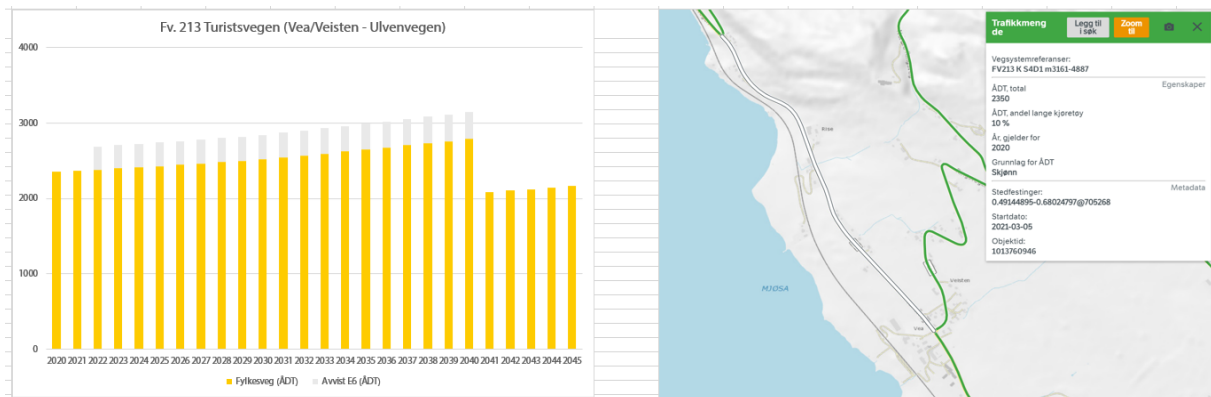 Fv. 213 Turistsvegen (Vea/Veisten - Ulvenvegen)
4000
3000
2000
1000
0
2020 2021 2022 2023 2024 2025 2026 2027 2028 2029 2030 2031 2032 2033 2034 2035 2036 2037 2038 2039 2040 2041 2042 2043 2044 2045
Fylkesveg (ÅDT) Avvist E6 (ÅDT)
MJØSA
Vea
Trafikkmeng
de
Legg til
i søk
Zoom
til
Vegsystemreferanser:
FV213 K S4D1 m3161-4887
Egenskaper
ÅDT, total
2350
ÅDT, andel lange kjøretøy
10 %
År, gjelder for
2020
Grunnlag for ÅDT
Skjønn
Metadata
Stedfestinger:
0.49144895-0.68024797@705268
Startdato:
2021-03-05
Objektid:
1013760946